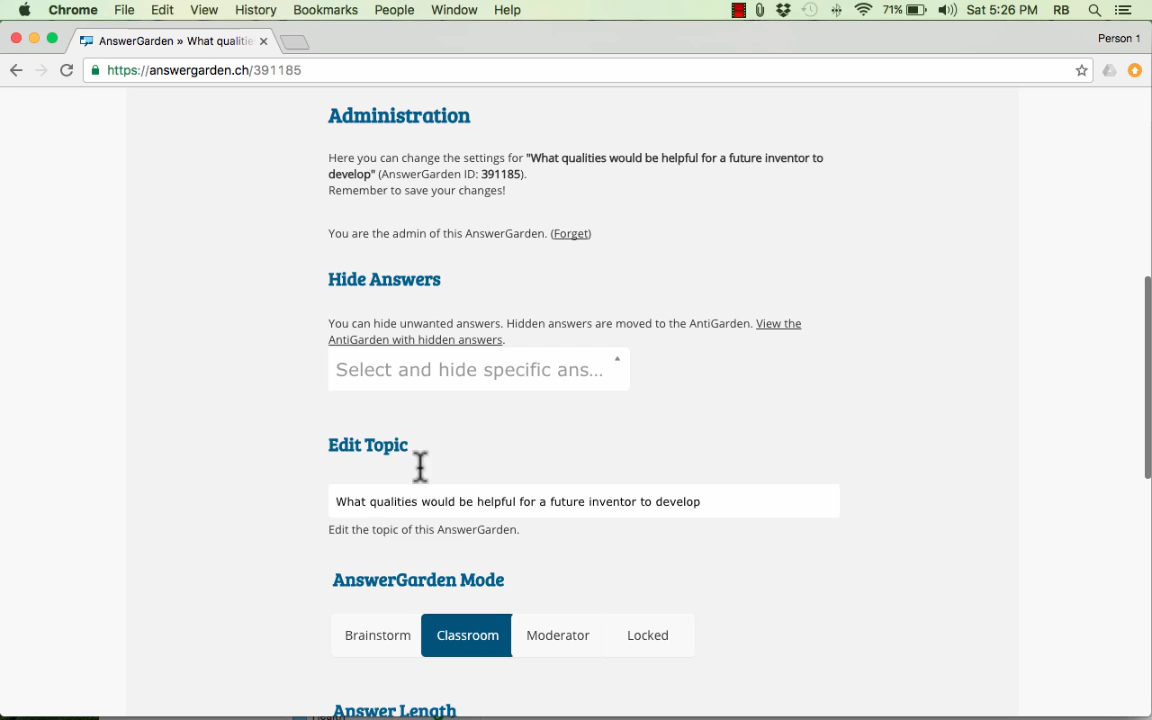 Chrome File Edit View History Bookmarks People Window Help 71% Sat 5:26 PM RB
AnswerGarden » What qualitie
Person 1
https://answergarden.ch/391185
Administration
Here you can change the settings for "What qualities would be helpful for a future inventor to
develop" (AnswerGarden ID: 391185).
Remember to save your changes!
You are the admin of this AnswerGarden. (Forget)
Hide Answers
You can hide unwanted answers. Hidden answers are moved to the AntiGarden. View the
AntiGarden with hidden answers.
Select and hide specific ans...
Edit Topic
What qualities would be helpful for a future inventor to develop
Edit the topic of this AnswerGarden.
AnswerGarden Mode
Brainstorm Classroom Moderator Locked
Answer Length